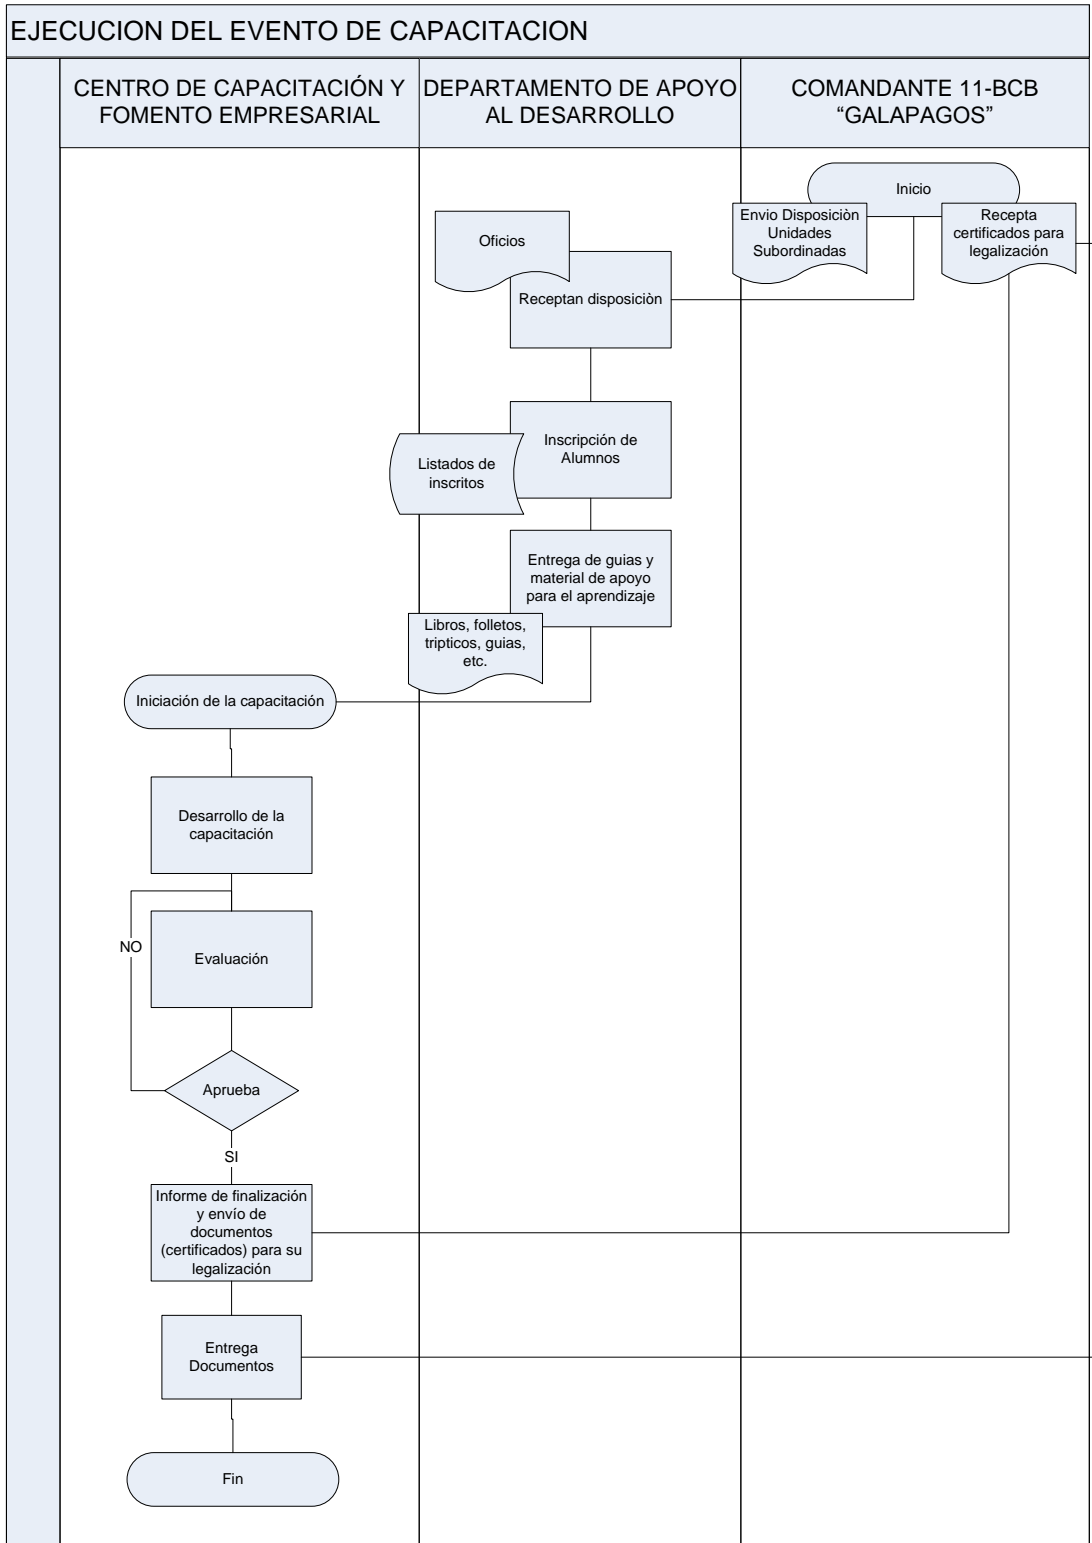 EJECUCION DEL EVENTO DE CAPACITACION
CENTRO DE CAPACITACIÓN Y
FOMENTO EMPRESARIAL
DEPARTAMENTO DE APOYO
AL DESARROLLO
COMANDANTE 11-BCB
“GALAPAGOS”
Inicio
Envio Disposiciòn
Unidades
Subordinadas
Recepta
certificados para
legalización
Oficios
Receptan disposiciòn
Inscripción de
Alumnos
Listados de
inscritos
Entrega de guias y
material de apoyo
para el aprendizaje
Libros, folletos,
tripticos, guias,
etc.
Iniciación de la capacitación
Desarrollo de la
capacitación
NO
Evaluación
Aprueba
SI
Informe de finalización
y envío de
documentos
(certificados) para su
legalización
Entrega
Documentos
Fin